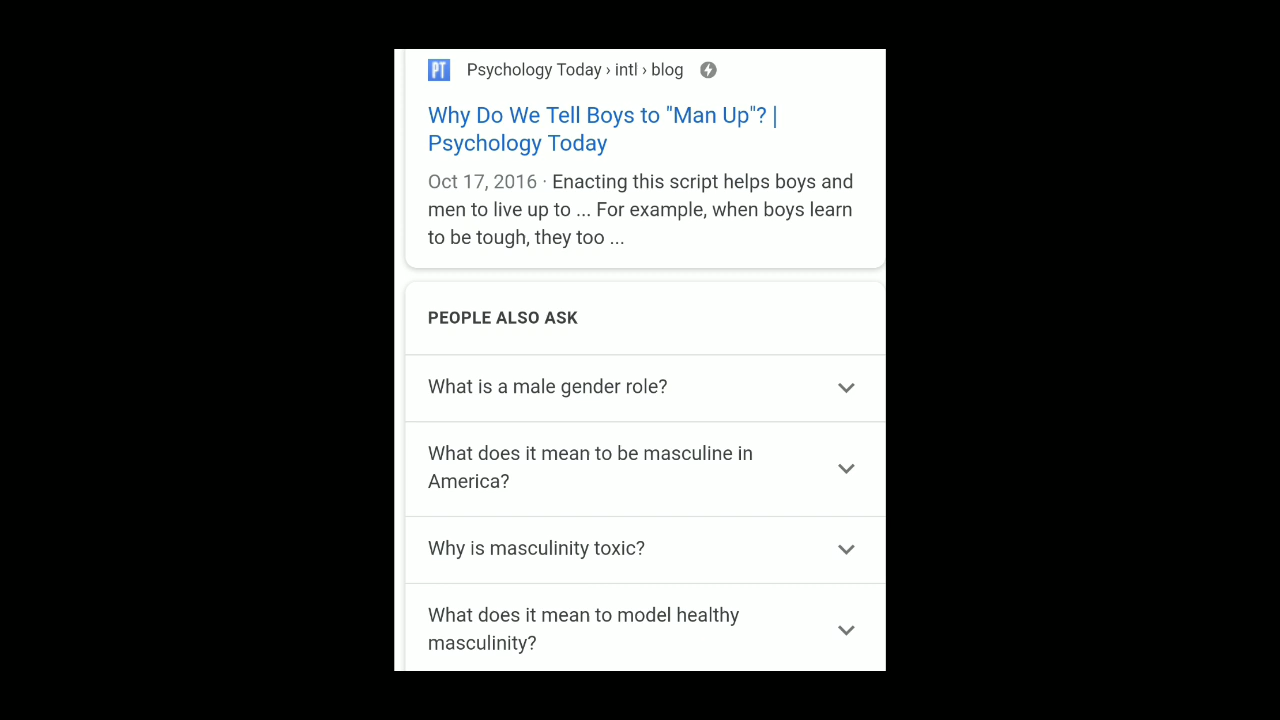 PT Psychology Today › intl › blog
Why Do We Tell Boys to "Man Up"? |
Psychology Today
Oct 17, 2016 · Enacting this script helps boys and
men to live up to ... For example, when boys learn
to be tough, they too ...
PEOPLE ALSO ASK
What is a male gender role?
What does it mean to be masculine in
America?
Why is masculinity toxic?
What does it mean to model healthy
masculinity?